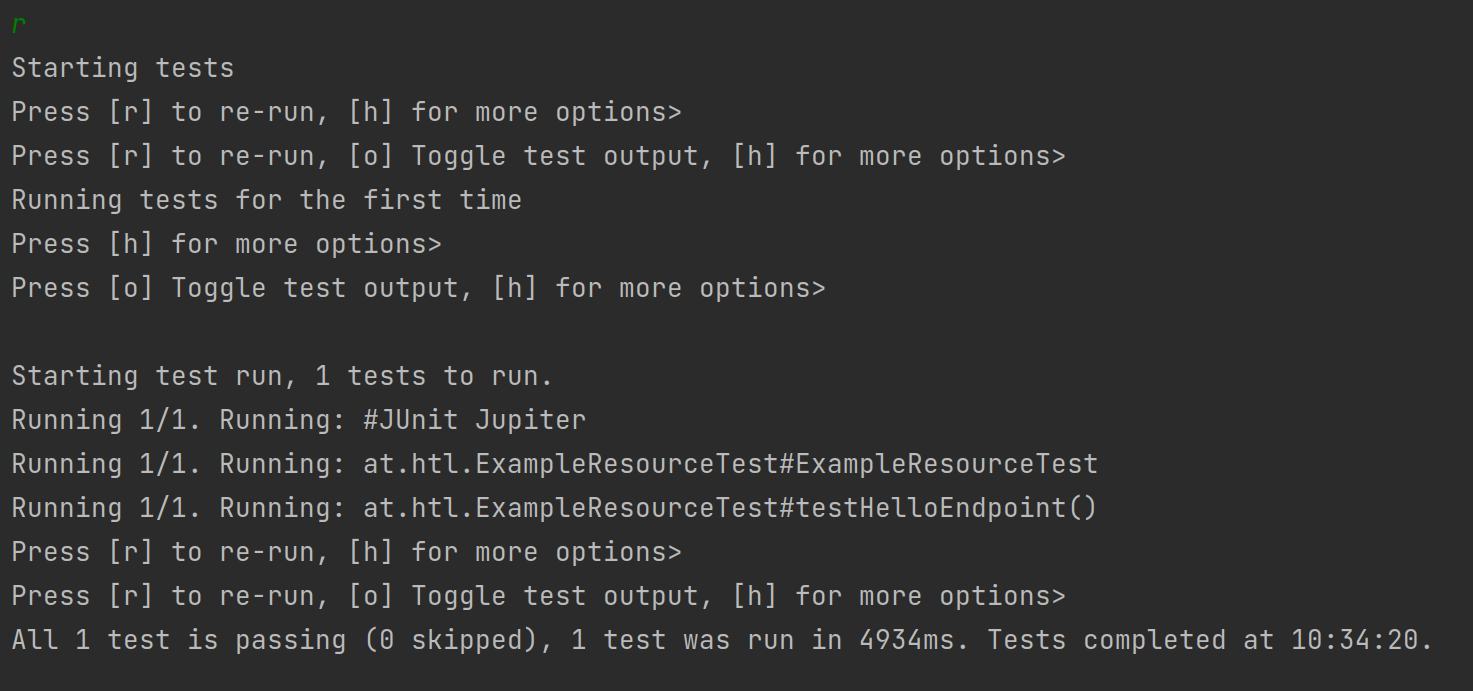 r
Starting tests
Press [r] to re-run, [h] for more options>
Press [r] to re-run, [o] Toggle test output, [h] for more options>
Running tests for the first time
Press [h] for more options>
Press [o] Toggle test output, [h] for more options>
Starting test run, 1 tests to run.
Running 1/1. Running: #JUnit Jupiter
Running 1/1. Running: at.htl.ExampleResourceTest#ExampleResourceTest
Running 1/1. Running: at.htl.ExampleResourceTest#testHelloEndpoint()
Press [r] to re-run, [h] for more options>
Press [r] to re-run, [o] Toggle test output, [h] for more options>
All 1 test is passing (0 skipped), 1 test was run in 4934ms. Tests completed at 10:34:20.